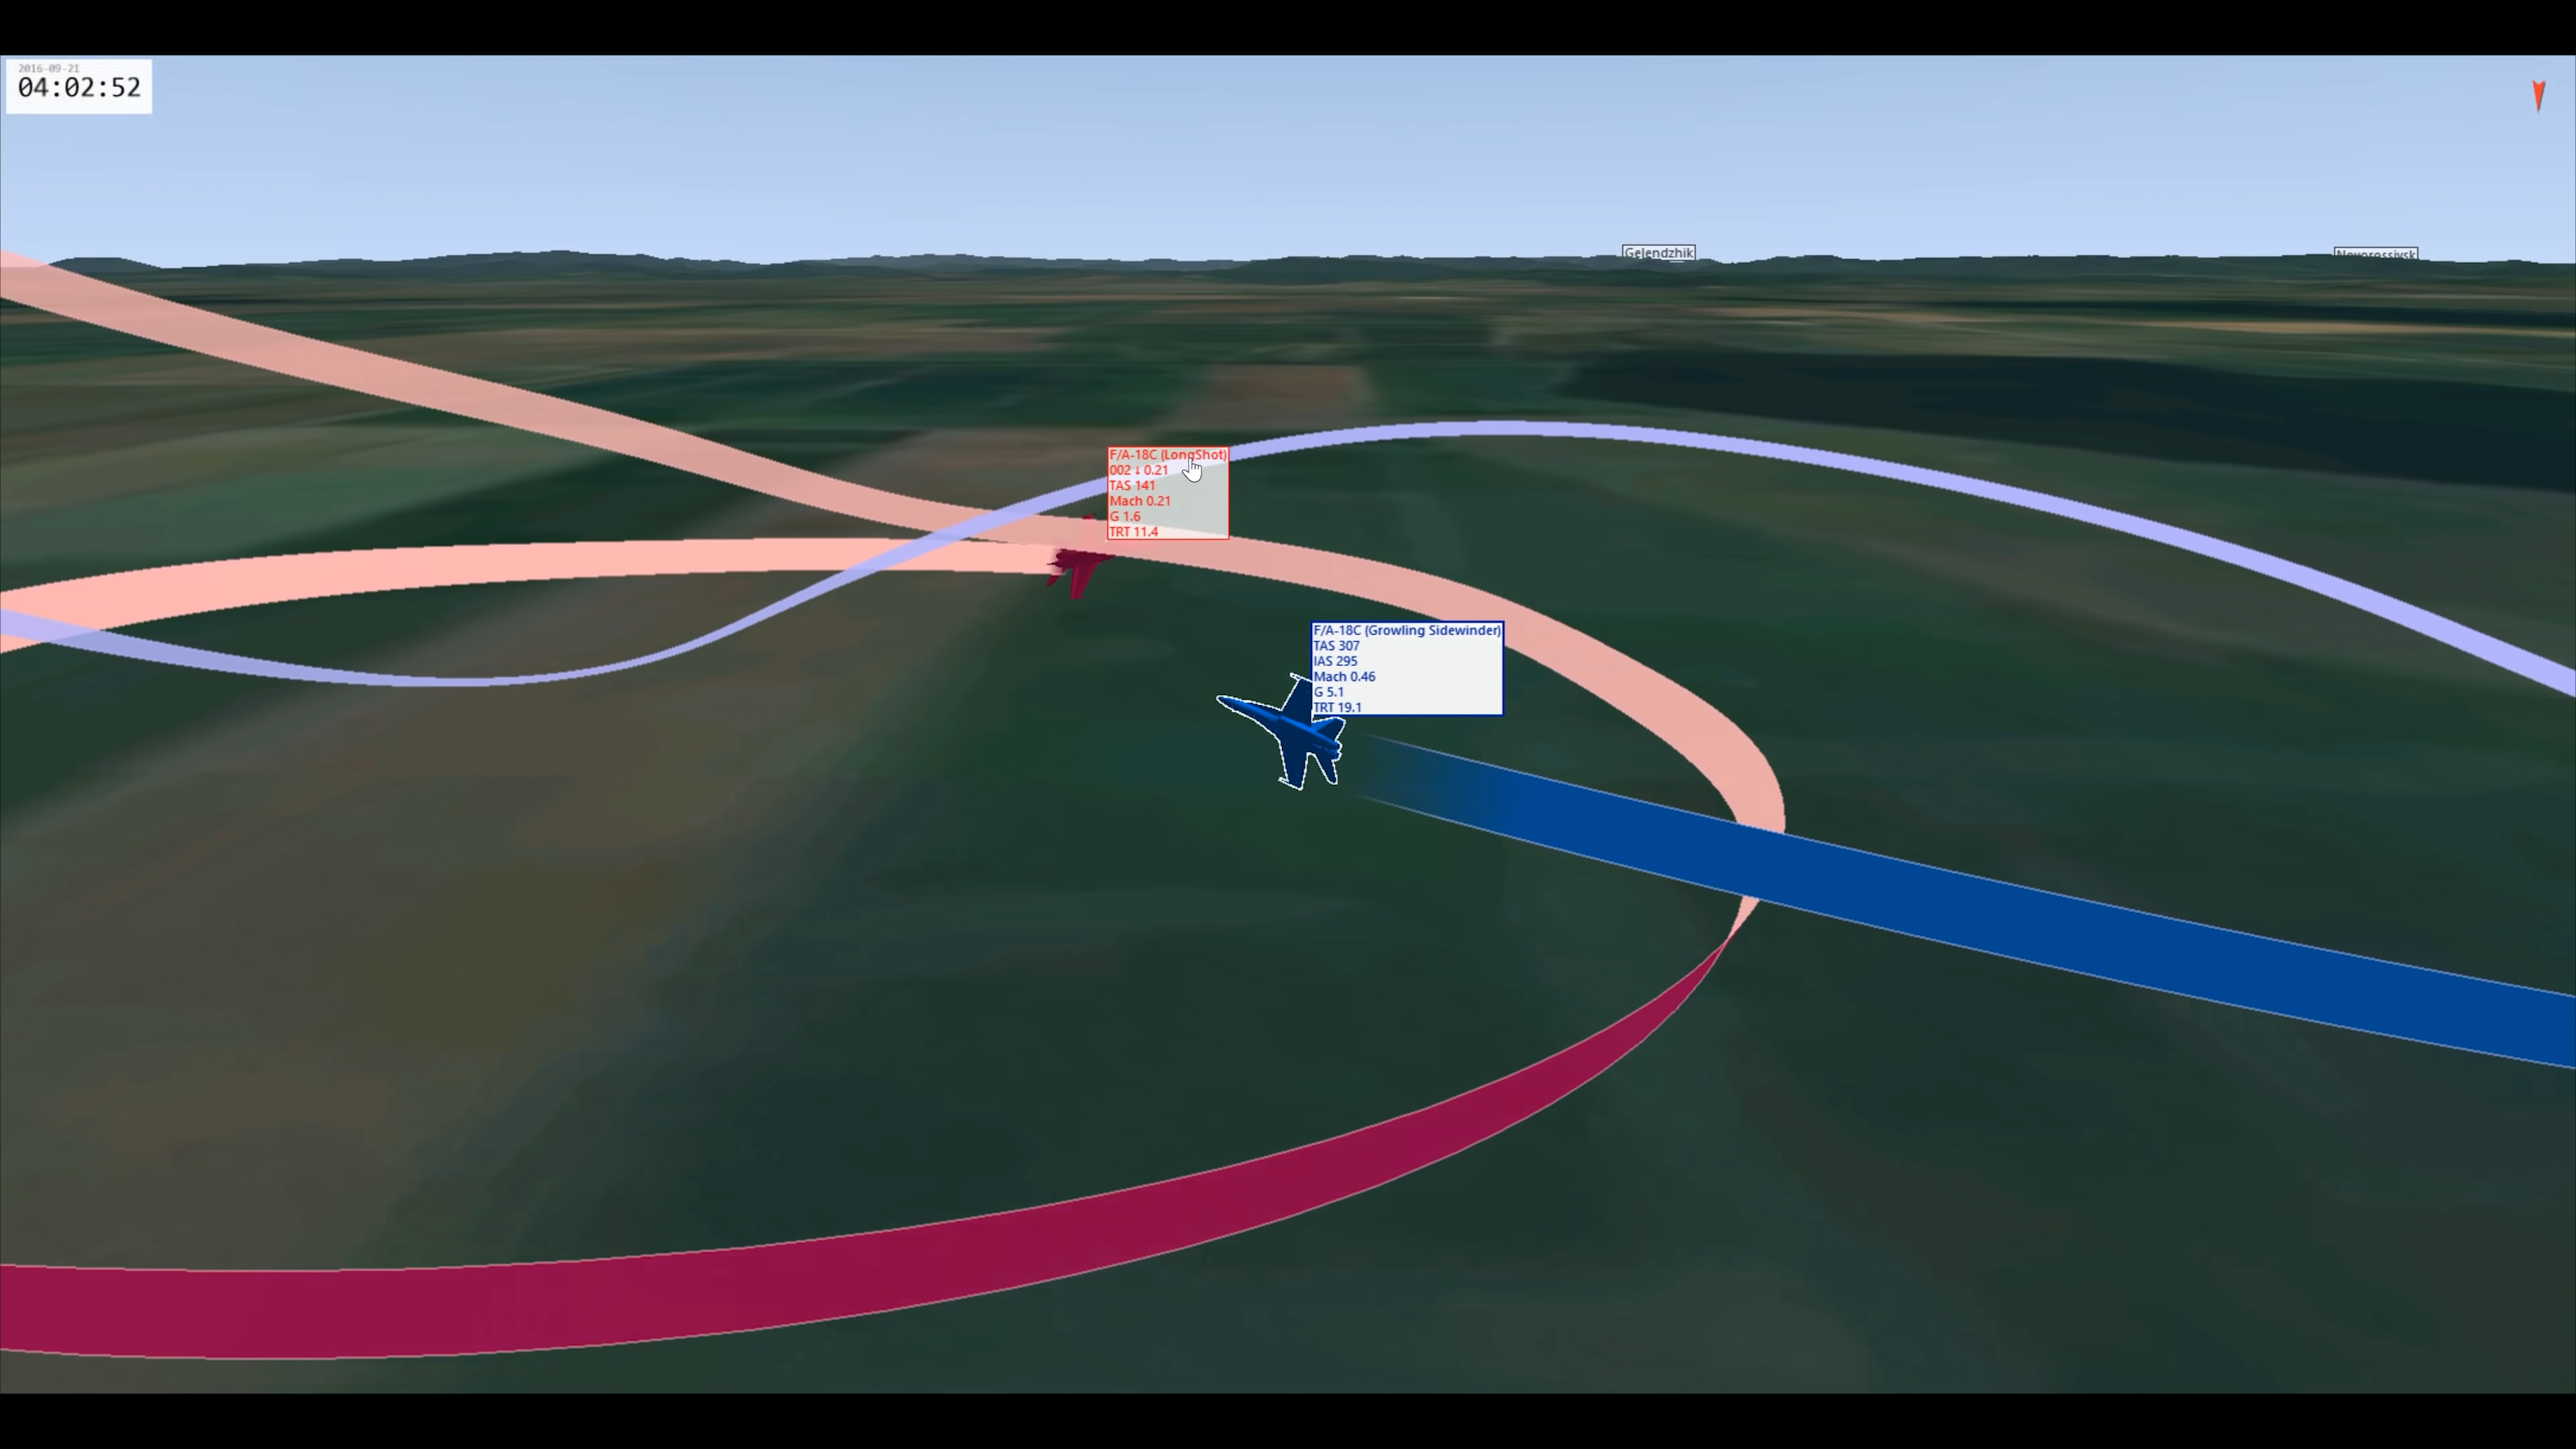 2016-09-21
04:02:52
Gelendzhik
Novorossiysk
F/A-18C (LongShot)
002 ↓ 0.21
TAS 141
Mach 0.21
G 1.6
TRT 11.4
F/A-18C (Growling Sidewinder)
TAS 307
IAS 295
Mach 0.46
G 5.1
TRT 19.1